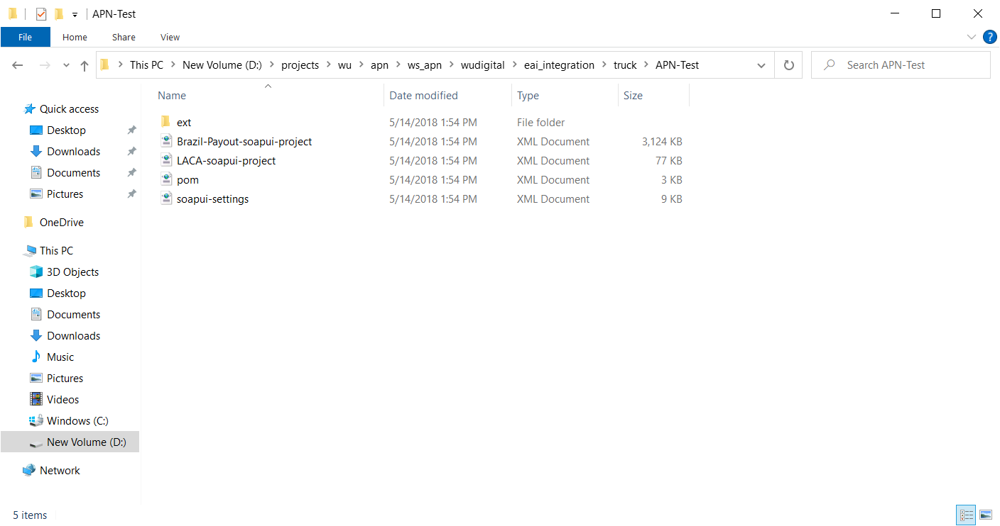 APN-Test
File Home Share View ?
This PC New Volume (D:) projects wu apn ws_apn wudigital eai_integration truck APN-Test Search APN-Test
Name Date modified Type Size
Quick access
Desktop
Downloads
Documents
Pictures
OneDrive
This PC
3D Objects
Desktop
Documents
Downloads
Music
Pictures
Videos
Windows (C:)
New Volume (D:)
Network
ext 5/14/2018 1:54 PM File folder
Brazil-Payout-soapui-project 5/14/2018 1:54 PM XML Document 3,124 KB
LACA-soapui-project 5/14/2018 1:54 PM XML Document 77 KB
pom 5/14/2018 1:54 PM XML Document 3 KB
soapui-settings 5/14/2018 1:54 PM XML Document 9 KB
5 items